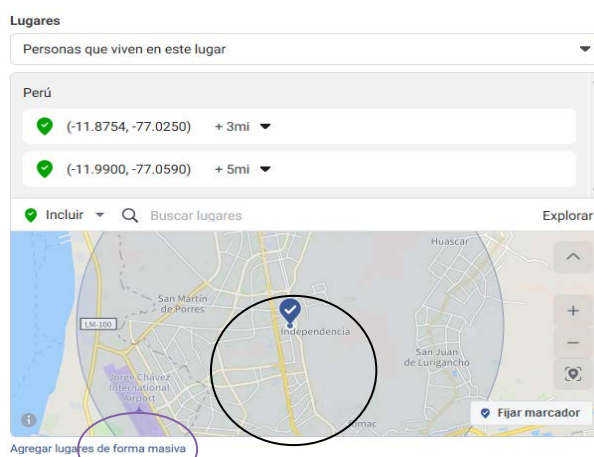 Lugares
Personas que viven en este lugar
Perú
(-11.8754, -77.0250) + 3mi
(-11.9900, -77.0590) + 5mi
Incluir Buscar lugares Explorar
Huascar
San Martin
de Porres
LM-100
Independencia
San Juan
de Lurigancho
Jorge Chávez
International
Airport
Rimac
Fijar marcador
Agregar lugares de forma masiva